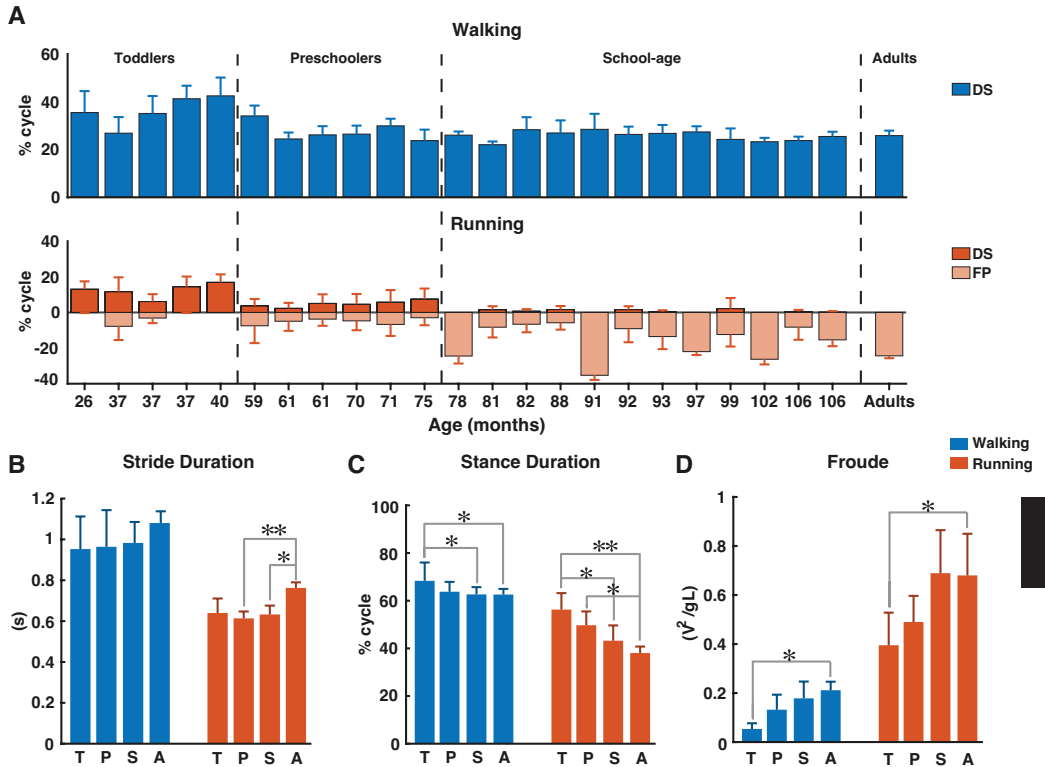 A
Walking
Toddlers Preschoolers School-age Adults
60
40
20
0
% cycle
DS
Running
40
20
0
-20
-40
% cycle
DS
FP
26 37 37 37 40 59 61 61 70 71 75 78 81 82 88 91 92 93 97 99 102 106 106 Adults
Age (months)
Walking
Running
B Stride Duration
1.2
1
0.8
0.6
0.4
0.2
0
(s)
** *
T P S A T P S A
C Stance Duration
100
80
60
40
20
0
% cycle
* * ** * *
T P S A T P S A
D Froude
1
0.8
0.6
0.4
0.2
0
(V²/gL)
* *
T P S A T P S A